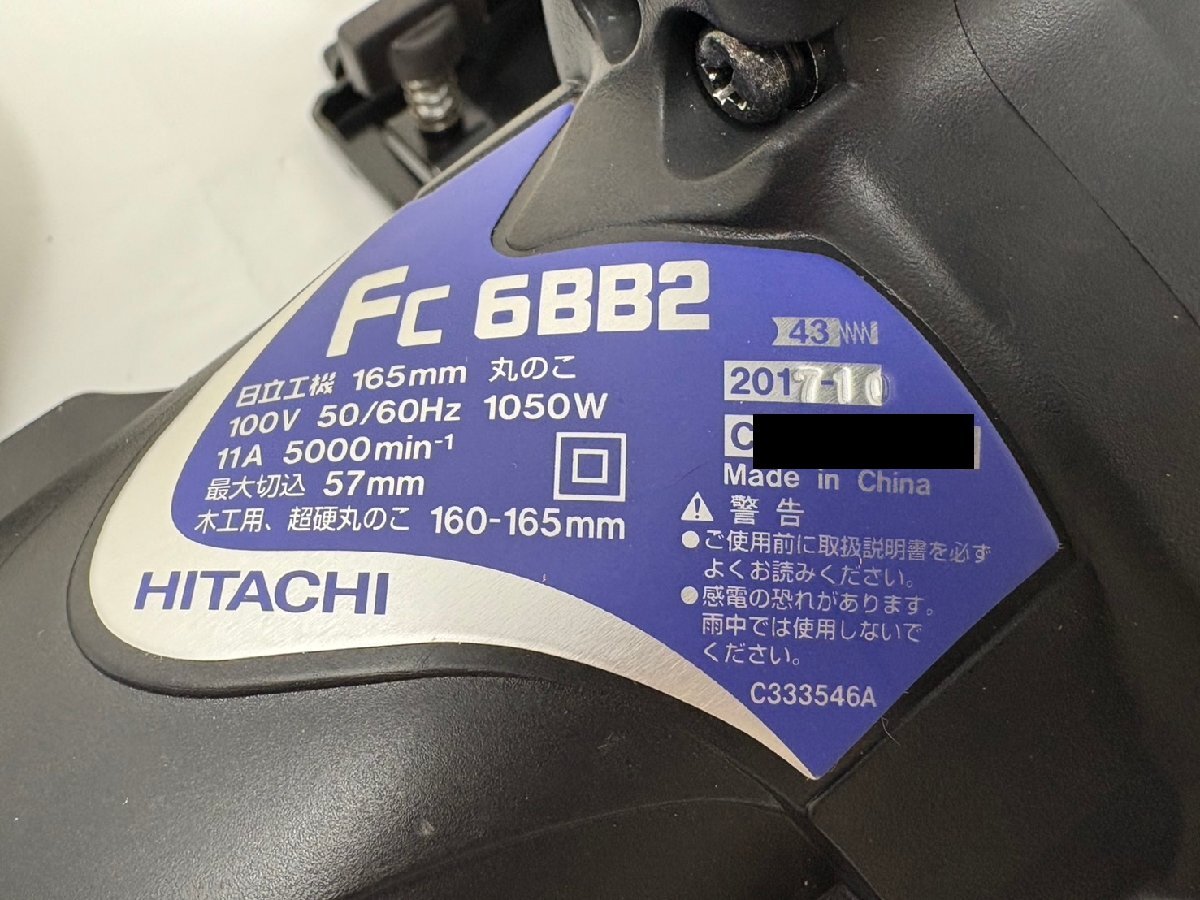 FC 6BB2
日立工機 165mm 丸のこ
100V 50/60Hz 1050W
11A 5000min-¹
最大切込 57mm
木工用、超硬丸のこ 160-165mm
HITACHI
43
2017-10
C
Made in China
警告
●ご使用前に取扱説明書を必ず
よくお読みください。
●感電の恐れがあります。
雨中では使用しないで
ください。
C333546A